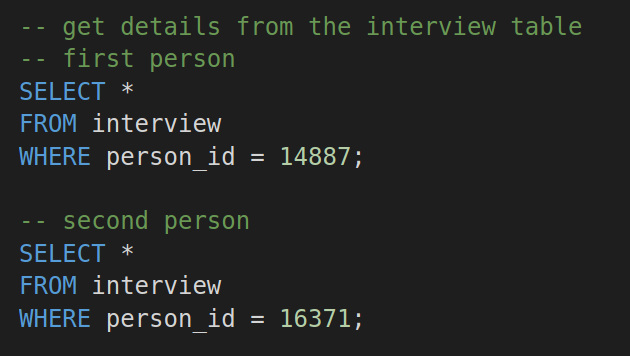 -- get details from the interview table
-- first person
SELECT *
FROM interview
WHERE person_id = 14887;

-- second person
SELECT *
FROM interview
WHERE person_id = 16371;